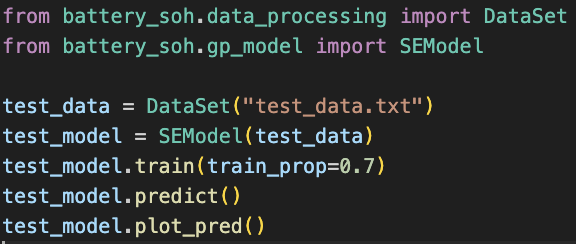 from battery_soh.data_processing import DataSet
from battery_soh.gp_model import SEModel

test_data = DataSet("test_data.txt")
test_model = SEModel(test_data)
test_model.train(train_prop=0.7)
test_model.predict()
test_model.plot_pred()